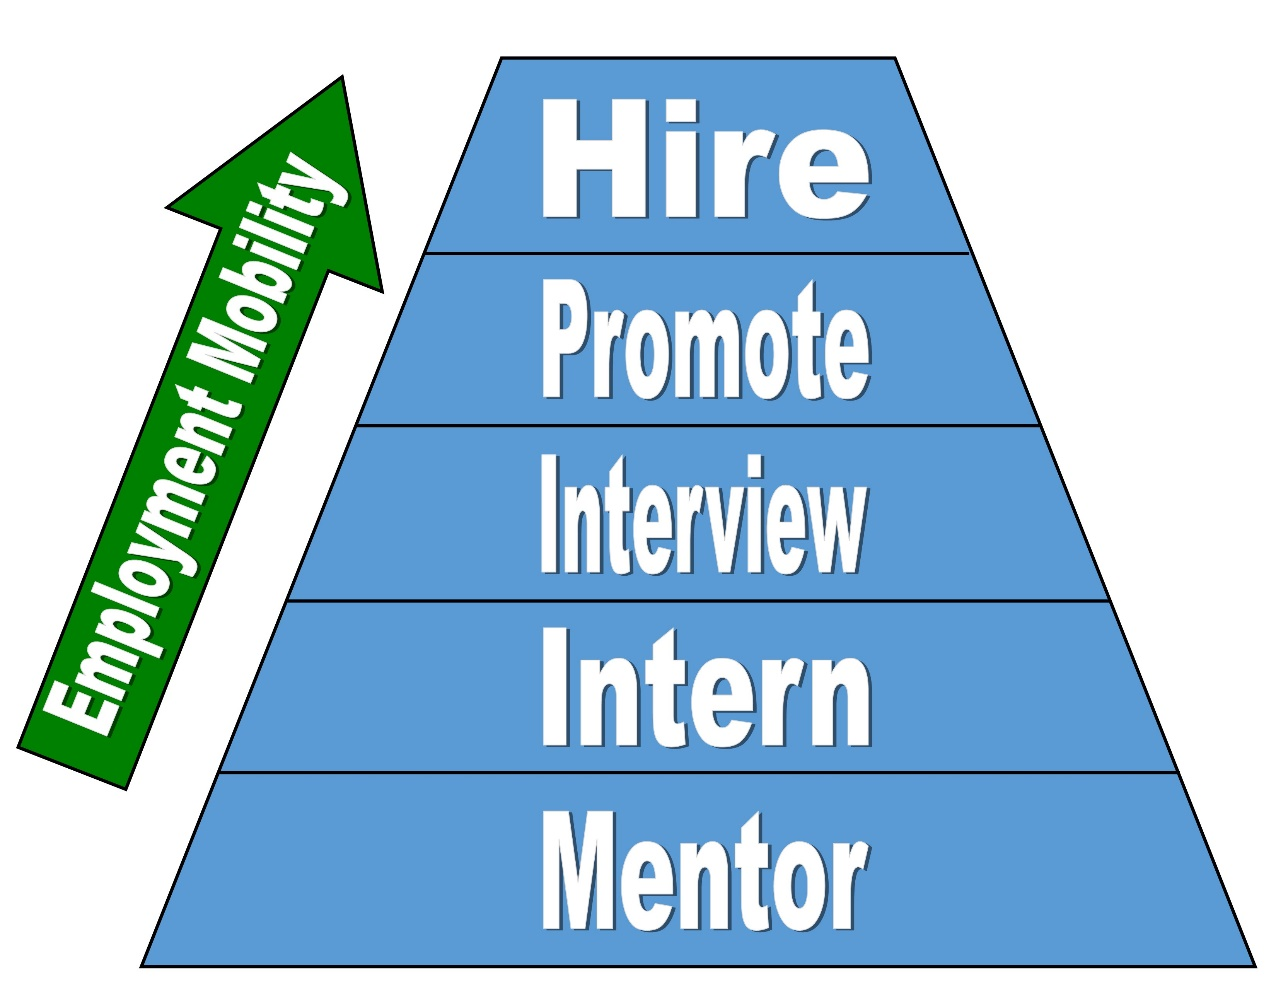 Employment Mobility
Hire
Promote
Interview
Intern
Mentor